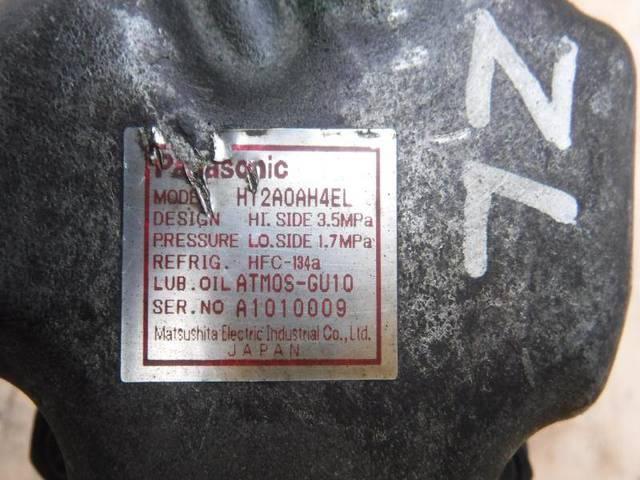 Panasonic
MODEL HY2A0AH4EL
DESIGN HI. SIDE 3.5MPa
PRESSURE LO. SIDE 1.7MPa
REFRIG. HFC-134a
LUB. OIL ATMOS-GU10
SER. NO A1010009
Matsushita Electric Industrial Co., Ltd.
JAPAN